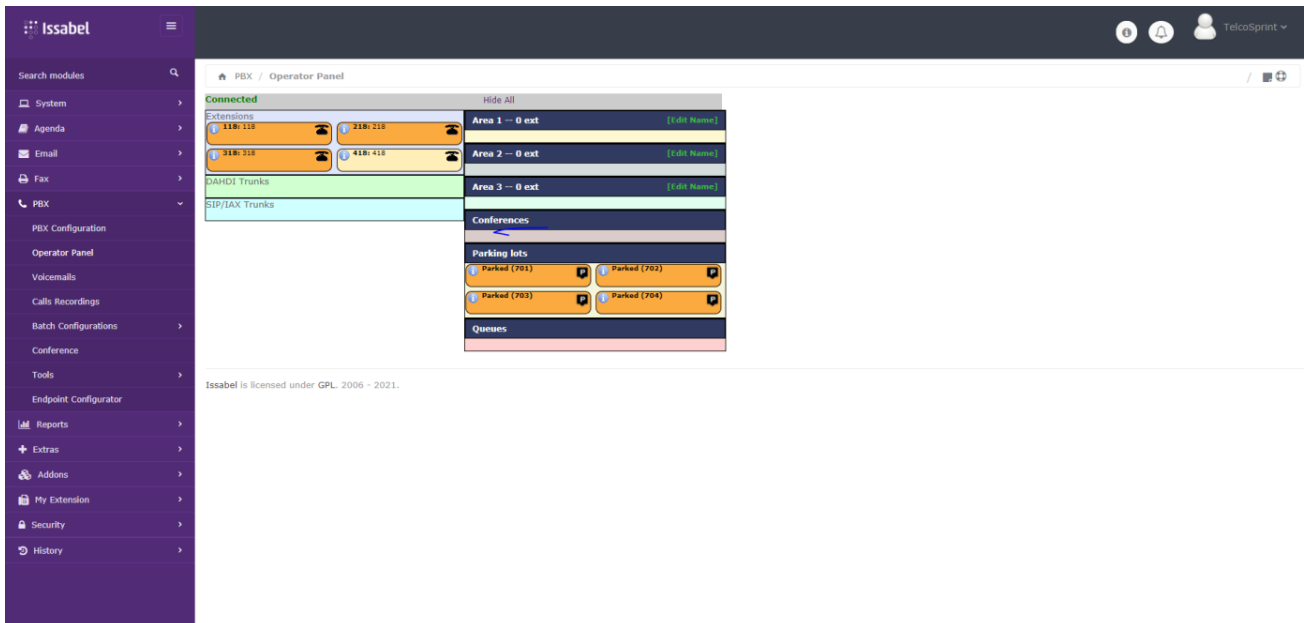 Issabel
TelcoSprint
Search modules
PBX / Operator Panel
/
System
Agenda
Email
Fax
PBX
PBX Configuration
Operator Panel
Voicemails
Calls Recordings
Batch Configurations
Conference
Tools
Endpoint Configurator
Reports
Extras
Addons
My Extension
Security
History
Connected
Hide All
Extensions
118: 118
218: 218
318: 318
418: 418
DAHDI Trunks
SIP/IAX Trunks
Area 1 -- 0 ext [Edit Name]
Area 2 -- 0 ext [Edit Name]
Area 3 -- 0 ext [Edit Name]
Conferences
Parking lots
Parked (701)
P
Parked (702)
P
Parked (703)
P
Parked (704)
P
Queues
Issabel is licensed under GPL. 2006 - 2021.